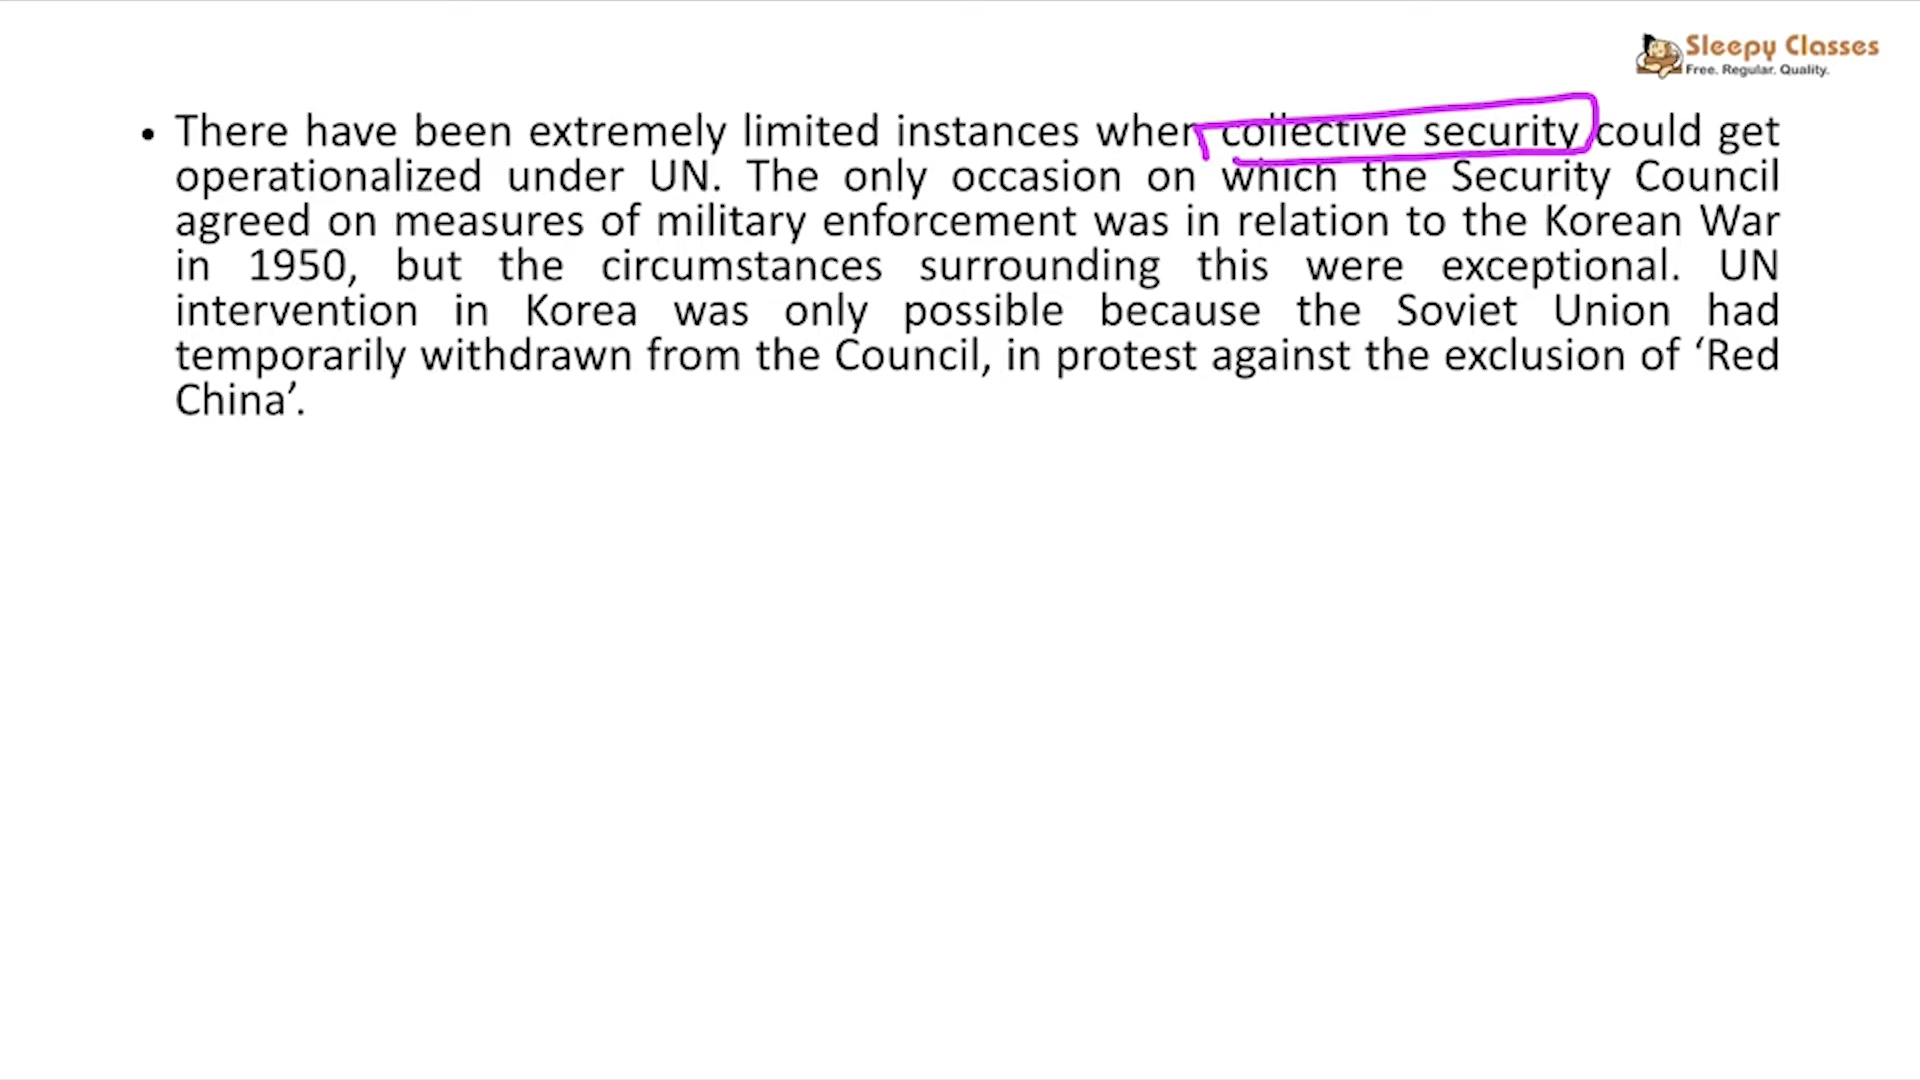 Sleepy Classes
Free. Regular. Quality.
• There have been extremely limited instances when collective security could get
operationalized under UN. The only occasion on which the Security Council
agreed on measures of military enforcement was in relation to the Korean War
in 1950, but the circumstances surrounding this were exceptional. UN
intervention in Korea was only possible because the Soviet Union had
temporarily withdrawn from the Council, in protest against the exclusion of ‘Red
China’.